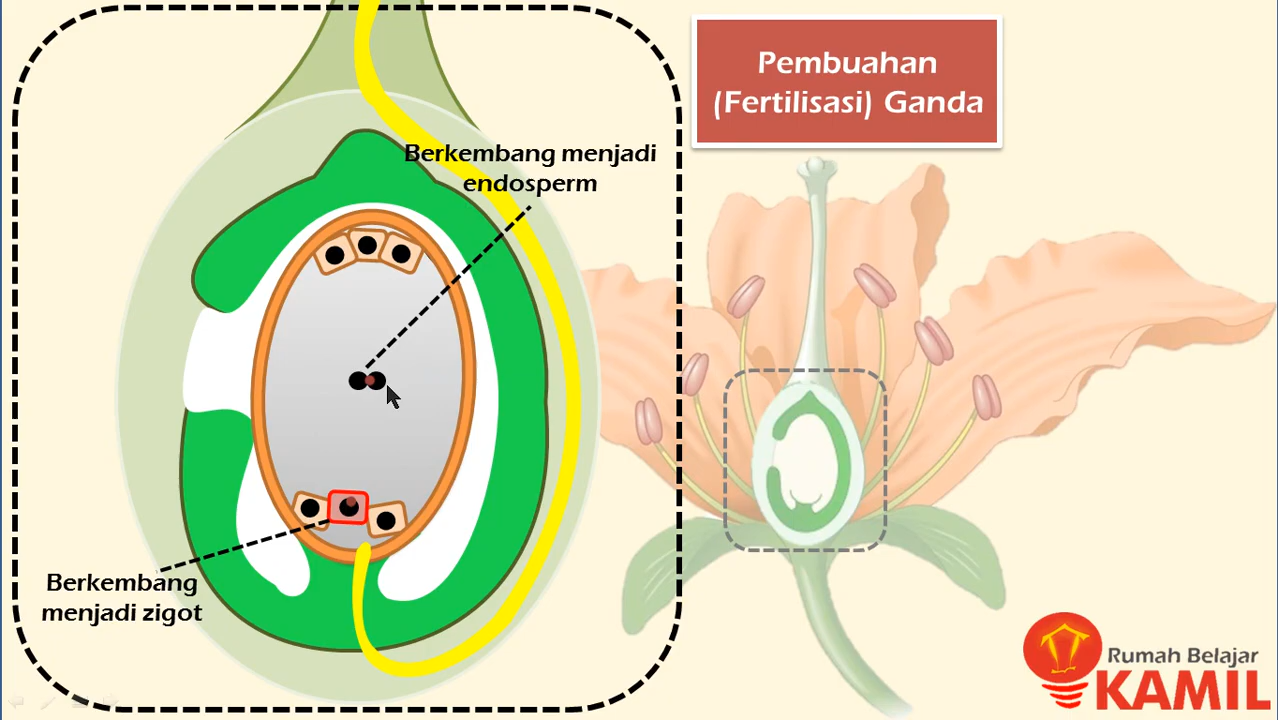 Pembuahan
(Fertilisasi) Ganda
Berkembang menjadi
endosperm
Berkembang
menjadi zigot
Rumah Belajar
KAMIL